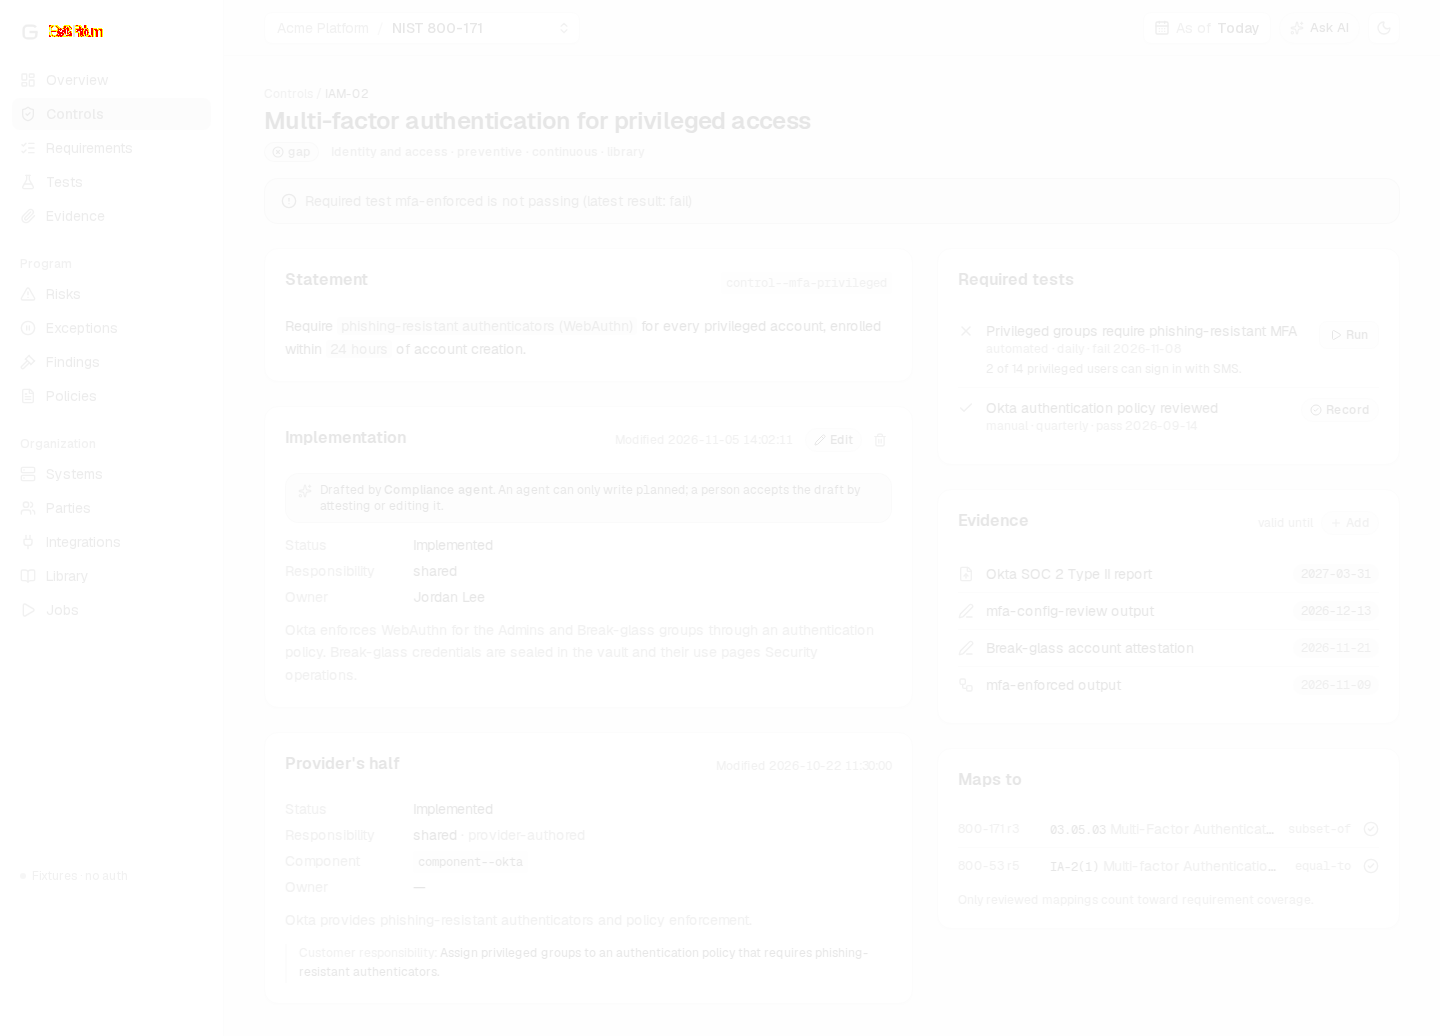 G
Overview
Controls
Requirements
Tests
Evidence
Program
Risks
Exceptions
Findings
Policies
Organization
Systems
Parties
Integrations
Library
Jobs
Fixtures · no auth
Acme Platform / NIST 800-171
As of Today
Ask AI
Controls / IAM-02
Multi-factor authentication for privileged access
gap
Identity and access · preventive · continuous · library
Required test mfa-enforced is not passing (latest result: fail)
Statement
control--mfa-privileged
Require phishing-resistant authenticators (WebAuthn) for every privileged account, enrolled
within 24 hours of account creation.
Implementation
Modified 2026-11-05 14:02:11
Edit
Drafted by Compliance agent. An agent can only write planned; a person accepts the draft by
attesting or editing it.
Status Implemented
Responsibility shared
Owner Jordan Lee
Okta enforces WebAuthn for the Admins and Break-glass groups through an authentication
policy. Break-glass credentials are sealed in the vault and their use pages Security
operations.
Provider's half
Modified 2026-10-22 11:30:00
Status Implemented
Responsibility shared · provider-authored
Component component--okta
Owner —
Okta provides phishing-resistant authenticators and policy enforcement.
Customer responsibility: Assign privileged groups to an authentication policy that requires phishing-
resistant authenticators.
Required tests
Privileged groups require phishing-resistant MFA
Run
automated · daily · fail 2026-11-08
2 of 14 privileged users can sign in with SMS.
Okta authentication policy reviewed
Record
manual · quarterly · pass 2026-09-14
Evidence
valid until
+ Add
Okta SOC 2 Type II report 2027-03-31
mfa-config-review output 2026-12-13
Break-glass account attestation 2026-11-21
mfa-enforced output 2026-11-09
Maps to
800-171 r3 03.05.03 Multi-Factor Authenticat… subset-of
800-53 r5 IA-2(1) Multi-factor Authenticatio… equal-to
Only reviewed mappings count toward requirement coverage.